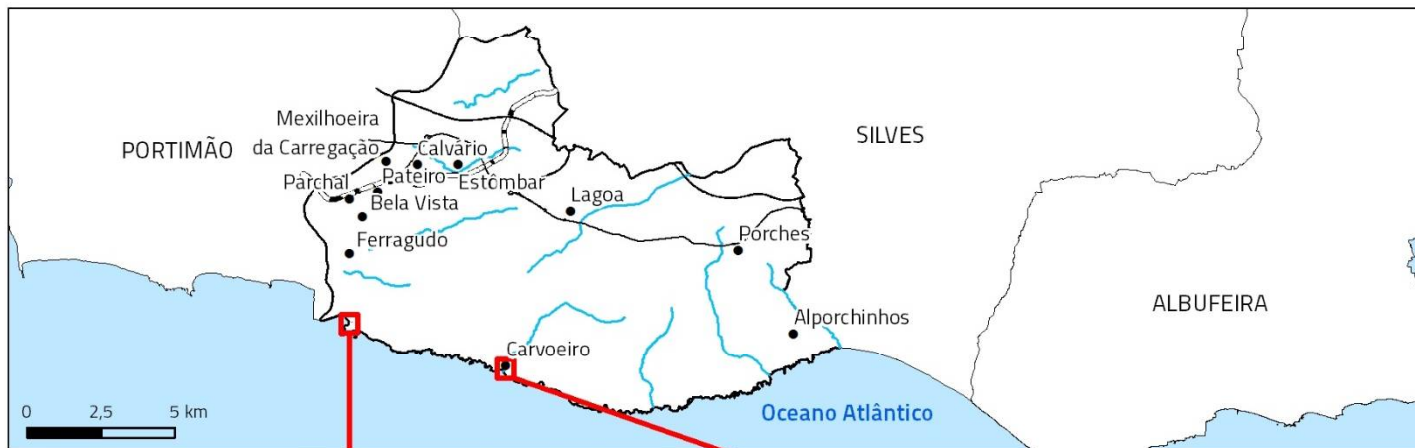 PORTIMÃO
Mexilhoeira
da Carregação
Calvário
Parchal
Pateiro
Estômbar
Bela Vista
Ferragudo
Lagoa
SILVES
Porches
Alporchinhos
ALBUFEIRA
Carvoeiro
Oceano Atlântico
0 2,5 5 km